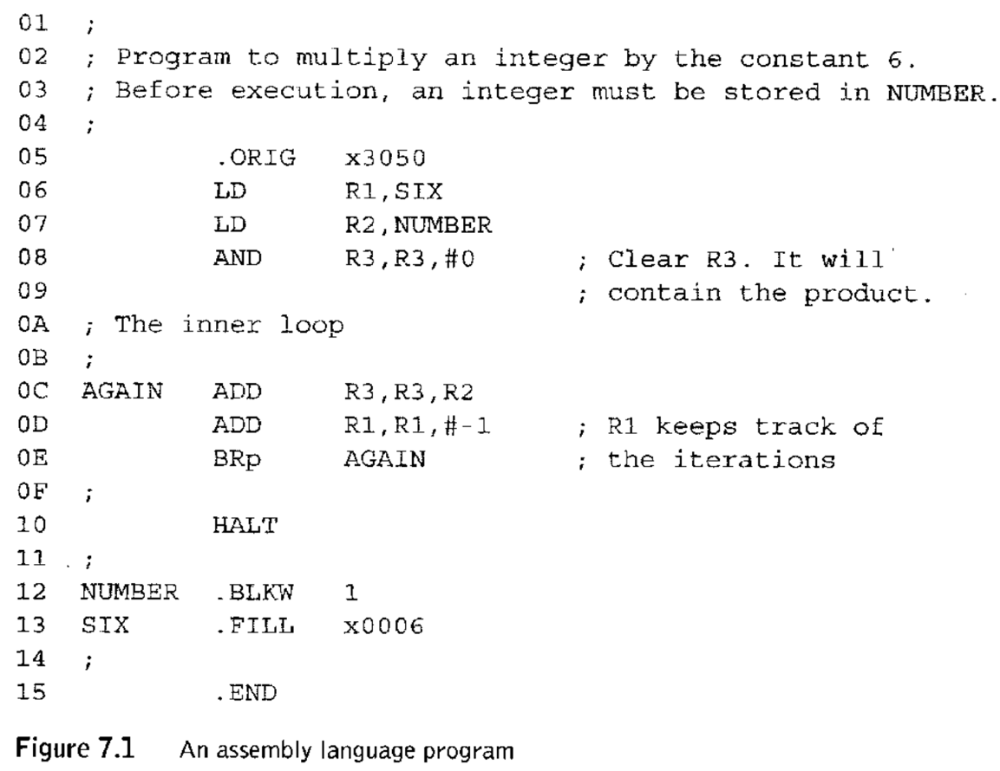 01 ;
02 ; Program to multiply an integer by the constant 6.
03 ; Before execution, an integer must be stored in NUMBER.
04 ;
05 .ORIG x3050
06 LD R1,SIX
07 LD R2,NUMBER
08 AND R3,R3,#0 ; Clear R3. It will
09 ; contain the product.
0A ; The inner loop
0B ;
0C AGAIN ADD R3,R3,R2
0D ADD R1,R1,#-1 ; R1 keeps track of
0E BRp AGAIN ; the iterations
0F ;
10 HALT
11 ;
12 NUMBER .BLKW 1
13 SIX .FILL x0006
14 ;
15 .END
Figure 7.1 An assembly language program